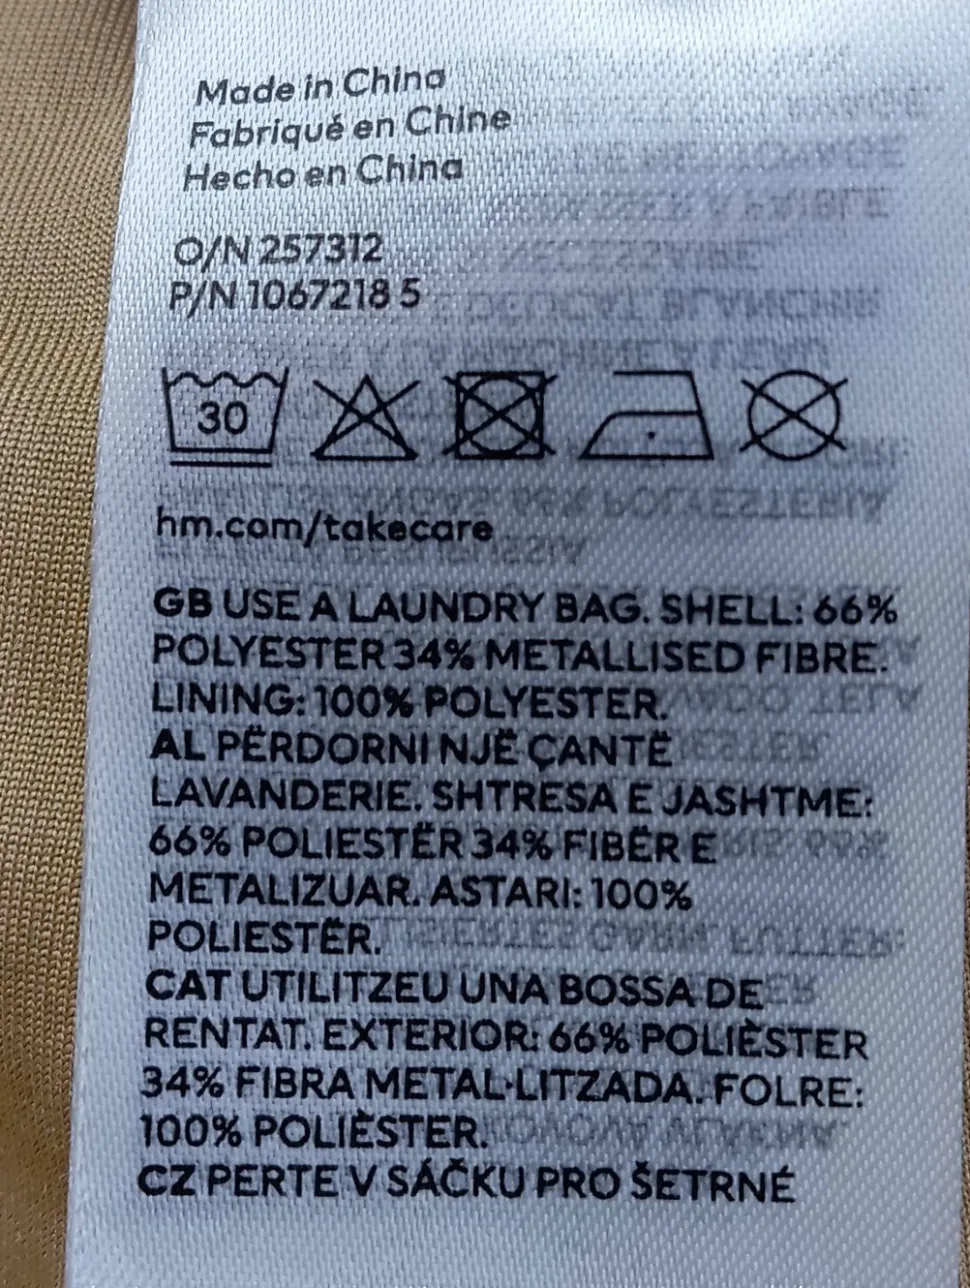 Made in China
Fabriqué en Chine
Hecho en China
O/N 257312
P/N 1067218 5
30
hm.com/takecare
GB USE A LAUNDRY BAG. SHELL: 66%
POLYESTER 34% METALLISED FIBRE.
LINING: 100% POLYESTER.
AL PËRDORNI NJË ÇANTË
LAVANDERIE. SHTRESA E JASHTME:
66% POLIESTËR 34% FIBËR E
METALIZUAR. ASTARI: 100%
POLIESTËR.
CAT UTILITZEU UNA BOSSA DE
RENTAT. EXTERIOR: 66% POLIÈSTER
34% FIBRA METAL·LITZADA. FOLRE:
100% POLIÈSTER.
CZ PERTE V SÁČKU PRO ŠETRNÉ